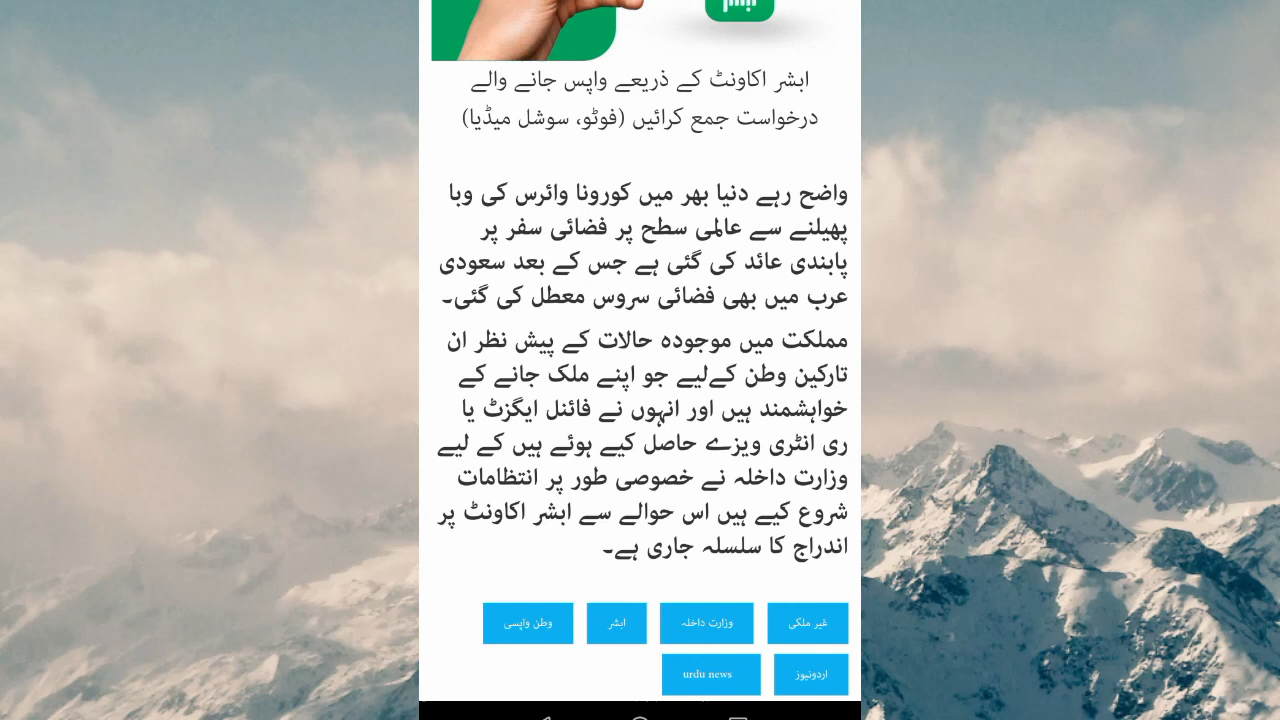 ابشر
ابشر اکاونٹ کے ذریعے واپس جانے والے
درخواست جمع کرائیں (فوٹو، سوشل میڈیا)
واضح رہے دنیا بھر میں کورونا وائرس کی وبا
پھیلنے سے عالمی سطح پر فضائی سفر پر
پابندی عائد کی گئی ہے جس کے بعد سعودی
عرب میں بھی فضائی سروس معطل کی گئی۔
مملکت میں موجودہ حالات کے پیش نظر ان
تارکین وطن کےلیے جو اپنے ملک جانے کے
خواہشمند ہیں اور انہوں نے فائنل ایگزٹ یا
ری انٹری ویزے حاصل کیے ہوئے ہیں کے لیے
وزارت داخلہ نے خصوصی طور پر انتظامات
شروع کیے ہیں اس حوالے سے ابشر اکاونٹ پر
اندراج کا سلسلہ جاری ہے۔
غیر ملکی وزارت داخلہ ابشر وطن واپسی
اردونیوز urdu news